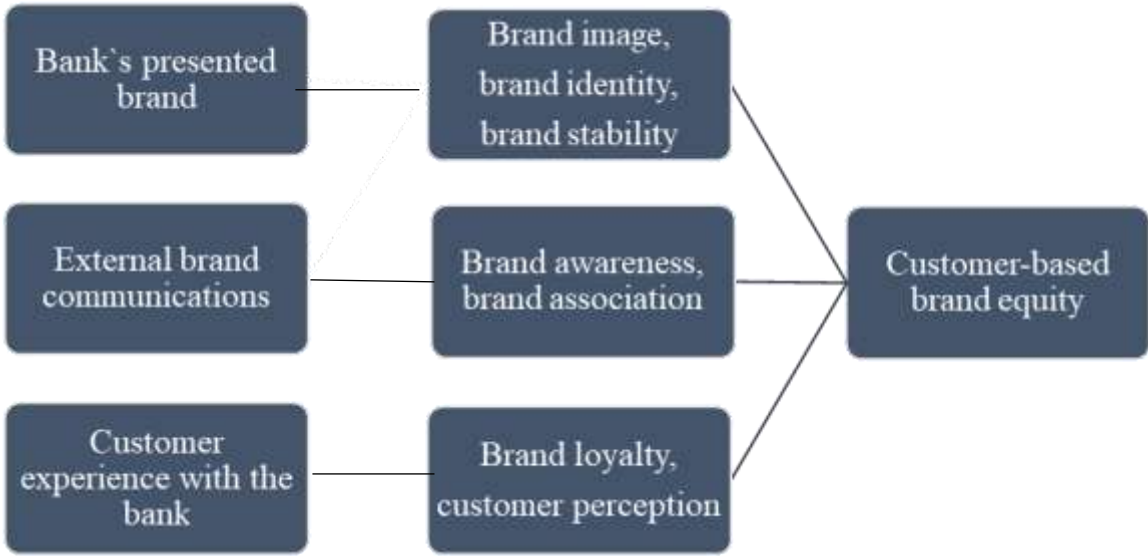 Bank`s presented
brand
Brand image,
brand identity,
brand stability
External brand
communications
Brand awareness,
brand association
Customer-based
brand equity
Customer
experience with the
bank
Brand loyalty,
customer perception